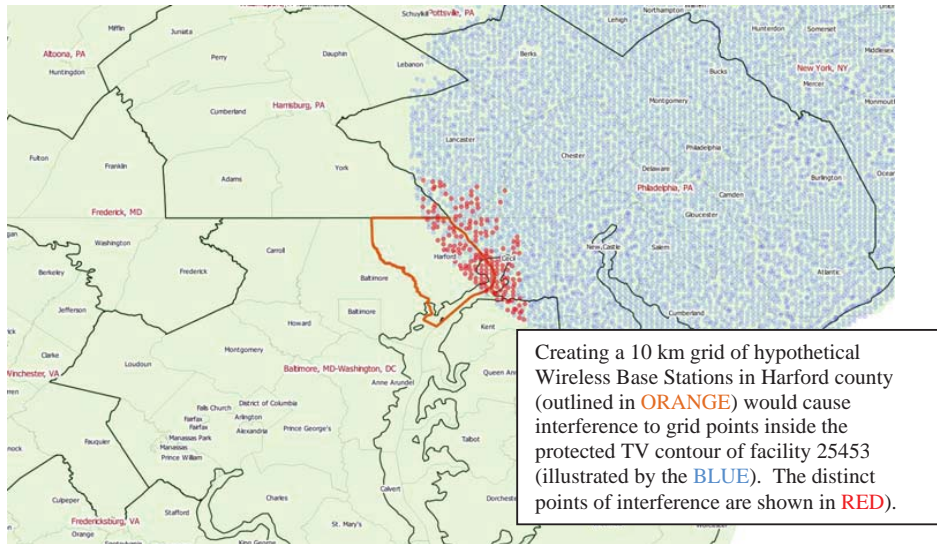 Schuylkill
Pottsville, PA
Lehigh
Northampton
Warren
Hunterdon
Somerset
Mifflin
Juniata
Altoona, PA
Huntingdon
Perry
Dauphin
Lebanon
Berks
Bucks
New York, NY
Mercer
Middlesex
Monmouth
Harrisburg, PA
Cumberland
Montgomery
Lancaster
Chester
Philadelphia
Fulton
Franklin
Adams
York
Delaware
Philadelphia, PA
Camden
Burlington
Ocean
Frederick, MD
Gloucester
Washington
Carroll
Harford
Cecil
New Castle
Salem
Berkeley
Frederick
Baltimore
Atlantic
Jefferson
Baltimore
Cumberland
Howard
Kent
Clarke
Loudoun
Montgomery
Winchester, VA
Baltimore, MD-Washington, DC
Queen Ann
Anne Arundel
Falls Church
District of Columbia
Fairfax
Arlington
Fairfax
Manassas Park
Alexandria
Prince George's
Fauquier
Manassas
Prince William
Talbot
Calvert
Culpeper
Stafford
Charles
Dorchester
Fredericksburg, VA
Orange
St. Mary's
King George
Creating a 10 km grid of hypothetical
Wireless Base Stations in Harford county
(outlined in ORANGE) would cause
interference to grid points inside the
protected TV contour of facility 25453
(illustrated by the BLUE). The distinct
points of interference are shown in RED).